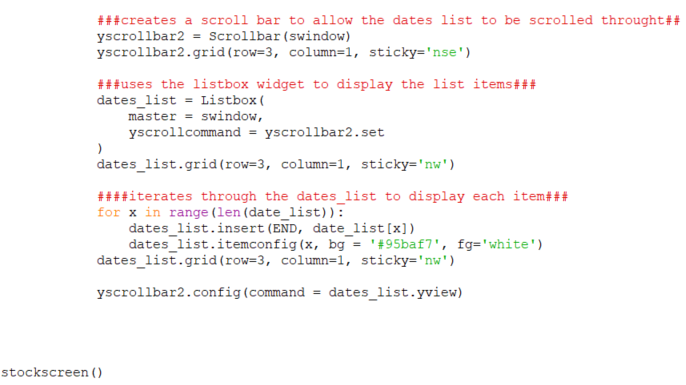 ###creates a scroll bar to allow the dates list to be scrolled throught##
yscrollbar2 = Scrollbar(swindow)
yscrollbar2.grid(row=3, column=1, sticky='nse')
###uses the listbox widget to display the list items###
dates_list = Listbox(
master = swindow,
yscrollcommand = yscrollbar2.set
)
dates_list.grid(row=3, column=1, sticky='nw')
####iterates through the dates_list to display each item###
for x in range(len(date_list)):
dates_list.insert(END, date_list[x])
dates_list.itemconfig(x, bg = '#95baf7', fg='white')
dates_list.grid(row=3, column=1, sticky='nw')
yscrollbar2.config(command = dates_list.yview)
stockscreen()